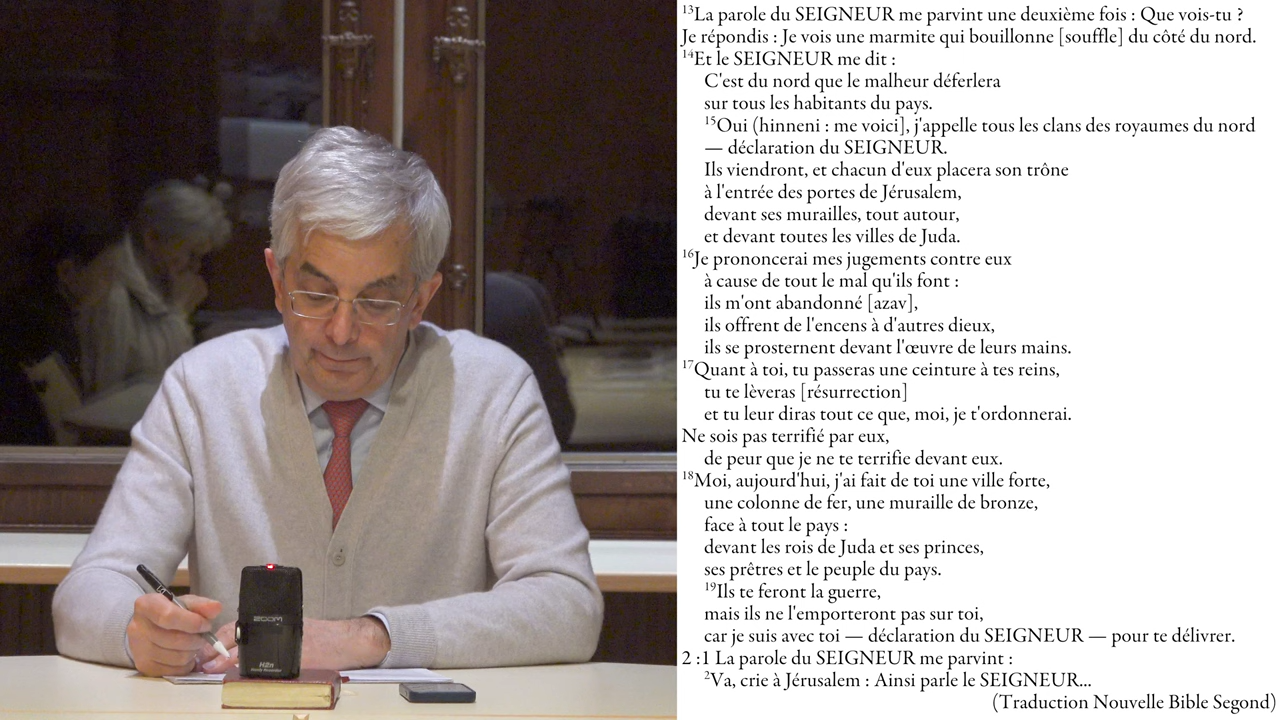 ¹³La parole du SEIGNEUR me parvint une deuxième fois : Que vois-tu ?
Je répondis : Je vois une marmite qui bouillonne [souffle] du côté du nord.
¹⁴Et le SEIGNEUR me dit :
C'est du nord que le malheur déferlera
sur tous les habitants du pays.
¹⁵Oui (hinneni : me voici], j'appelle tous les clans des royaumes du nord
— déclaration du SEIGNEUR.
Ils viendront, et chacun d'eux placera son trône
à l'entrée des portes de Jérusalem,
devant ses murailles, tout autour,
et devant toutes les villes de Juda.
¹⁶Je prononcerai mes jugements contre eux
à cause de tout le mal qu'ils font :
ils m'ont abandonné [azav],
ils offrent de l'encens à d'autres dieux,
ils se prosternent devant l'œuvre de leurs mains.
¹⁷Quant à toi, tu passeras une ceinture à tes reins,
tu te lèveras [résurrection]
et tu leur diras tout ce que, moi, je t'ordonnerai.
Ne sois pas terrifié par eux,
de peur que je ne te terrifie devant eux.
¹⁸Moi, aujourd'hui, j'ai fait de toi une ville forte,
une colonne de fer, une muraille de bronze,
face à tout le pays :
devant les rois de Juda et ses princes,
ses prêtres et le peuple du pays.
¹⁹Ils te feront la guerre,
mais ils ne l'emporteront pas sur toi,
car je suis avec toi — déclaration du SEIGNEUR — pour te délivrer.
2 :1 La parole du SEIGNEUR me parvint :
²Va, crie à Jérusalem : Ainsi parle le SEIGNEUR...
(Traduction Nouvelle Bible Segond)
zoom
H2n